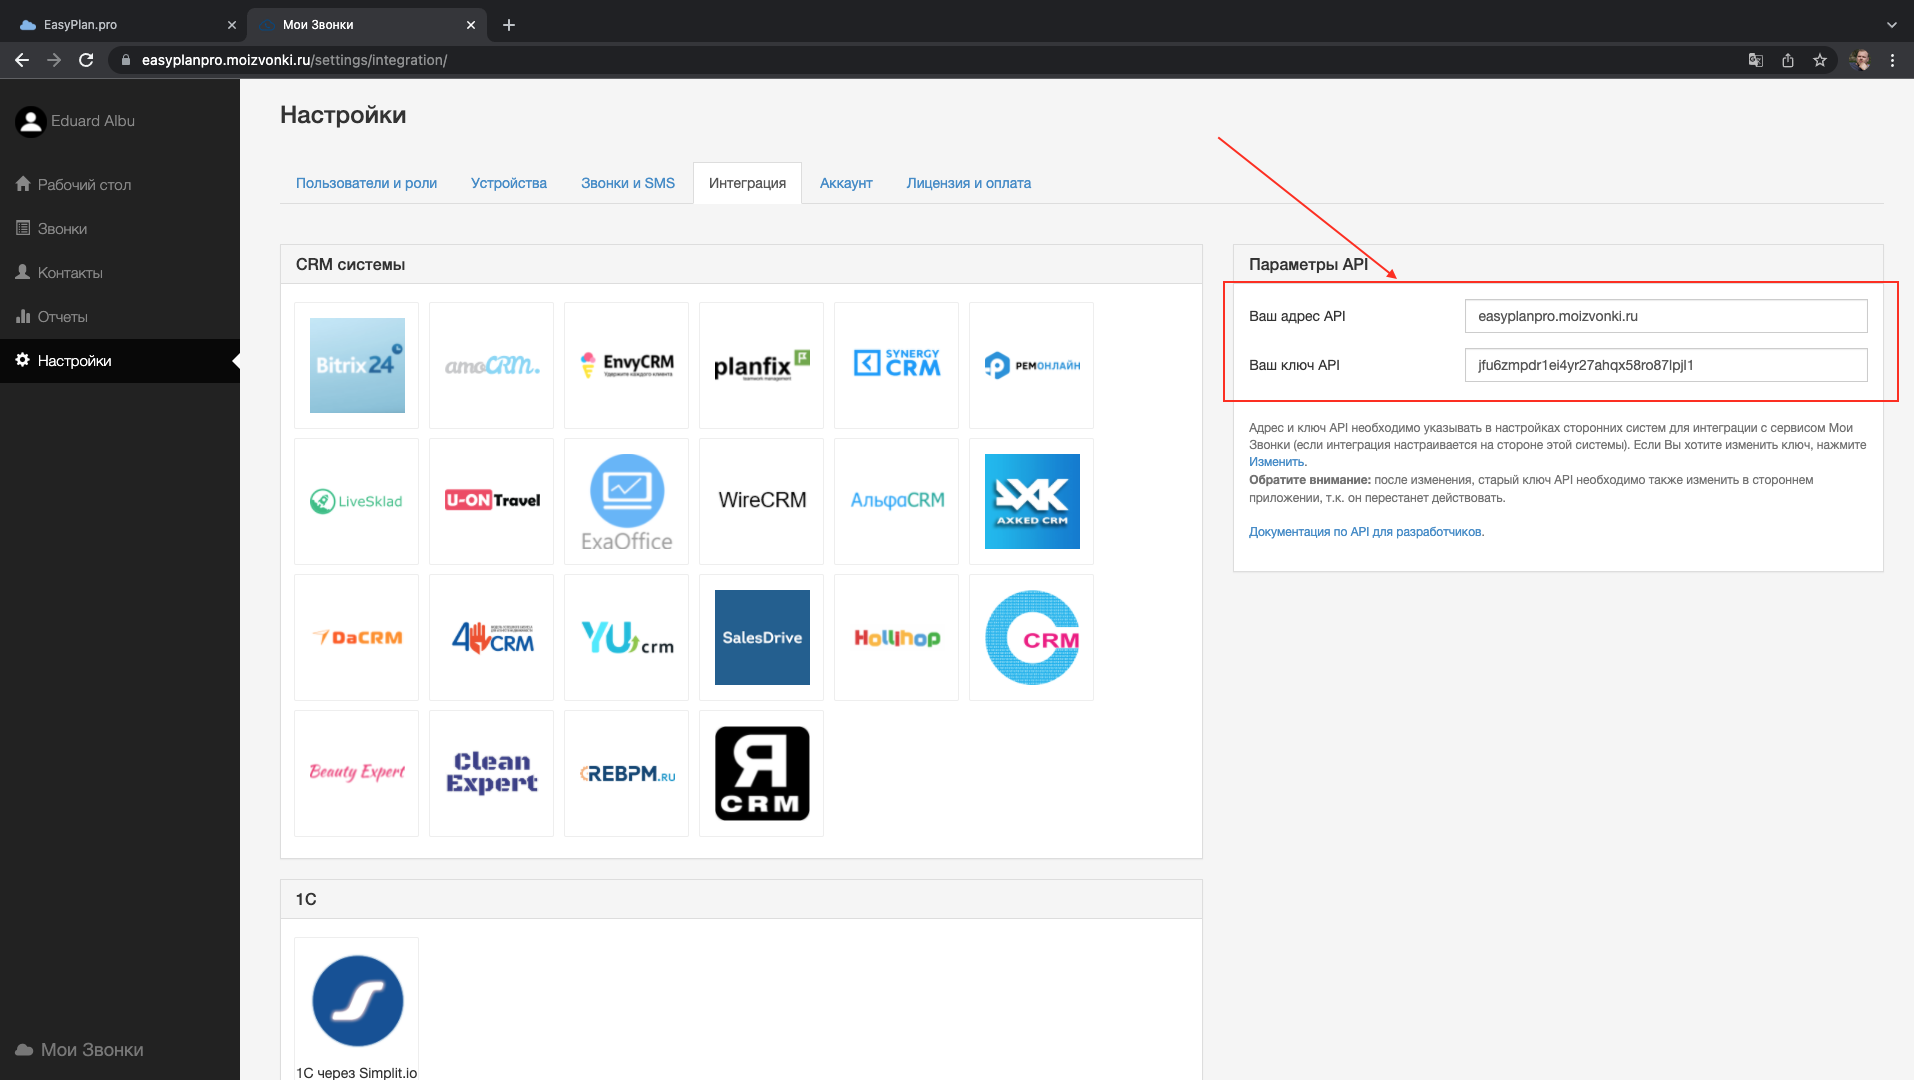 EasyPlan.pro
Мои Звонки
easyplanpro.moizvonki.ru/settings/integration/
Eduard Albu
Рабочий стол
Звонки
Контакты
Отчеты
Настройки
Мои Звонки
Настройки
Пользователи и роли
Устройства
Звонки и SMS
Интеграция
Аккаунт
Лицензия и оплата
CRM системы
Bitrix24
amoCRM.
EnvyCRM
Удержите каждого клиента
planfix
teamwork management
SYNERGY
CRM
РЕМОНЛАЙН
LiveSklad
U-ON Travel
ExaOffice
WireCRM
АльфаCRM
AXKED CRM
DaCRM
4CRM
YU crm
SalesDrive
Hollihop
CRM
Beauty Expert
Clean
Expert
REBPM.RU
Я
CRM
1С
1С через Simplit.io
Параметры API
Ваш адрес API
easyplanpro.moizvonki.ru
Ваш ключ API
jfu6zmpdr1ei4yr27ahqx58ro87lpjl1
Адрес и ключ API необходимо указывать в настройках сторонних систем для интеграции с сервисом Мои
Звонки (если интеграция настраивается на стороне этой системы). Если Вы хотите изменить ключ, нажмите
Изменить.
Обратите внимание: после изменения, старый ключ API необходимо также изменить в стороннем
приложении, т.к. он перестанет действовать.
Документация по API для разработчиков.